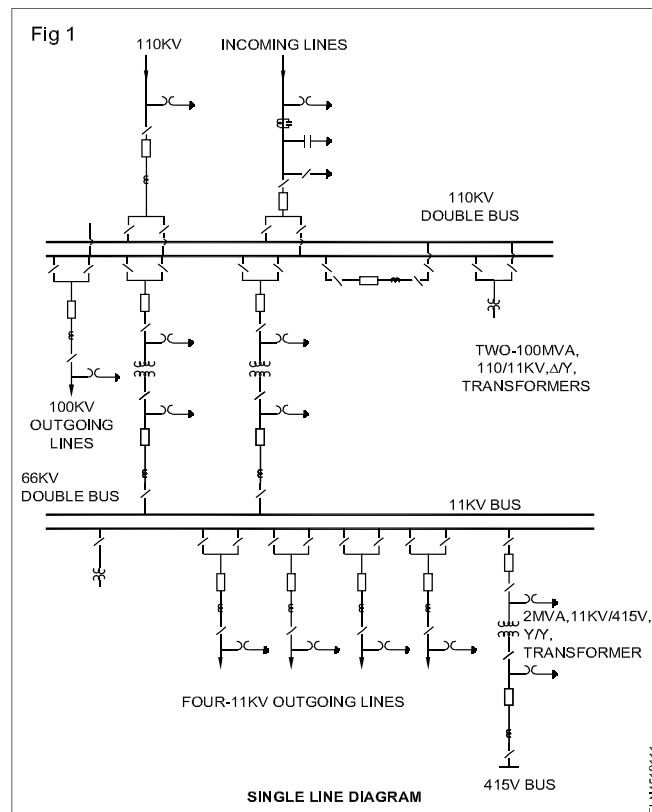 Fig 1
110KV
INCOMING LINES
110KV
DOUBLE BUS
TWO-100MVA,
110/11KV,Δ/Y,
TRANSFORMERS
100KV
OUTGOING
LINES
66KV
DOUBLE BUS
11KV BUS
2MVA,11KV/415V,
Y/Y,
TRANSFORMER
FOUR-11KV OUTGOING LINES
415V BUS
SINGLE LINE DIAGRAM